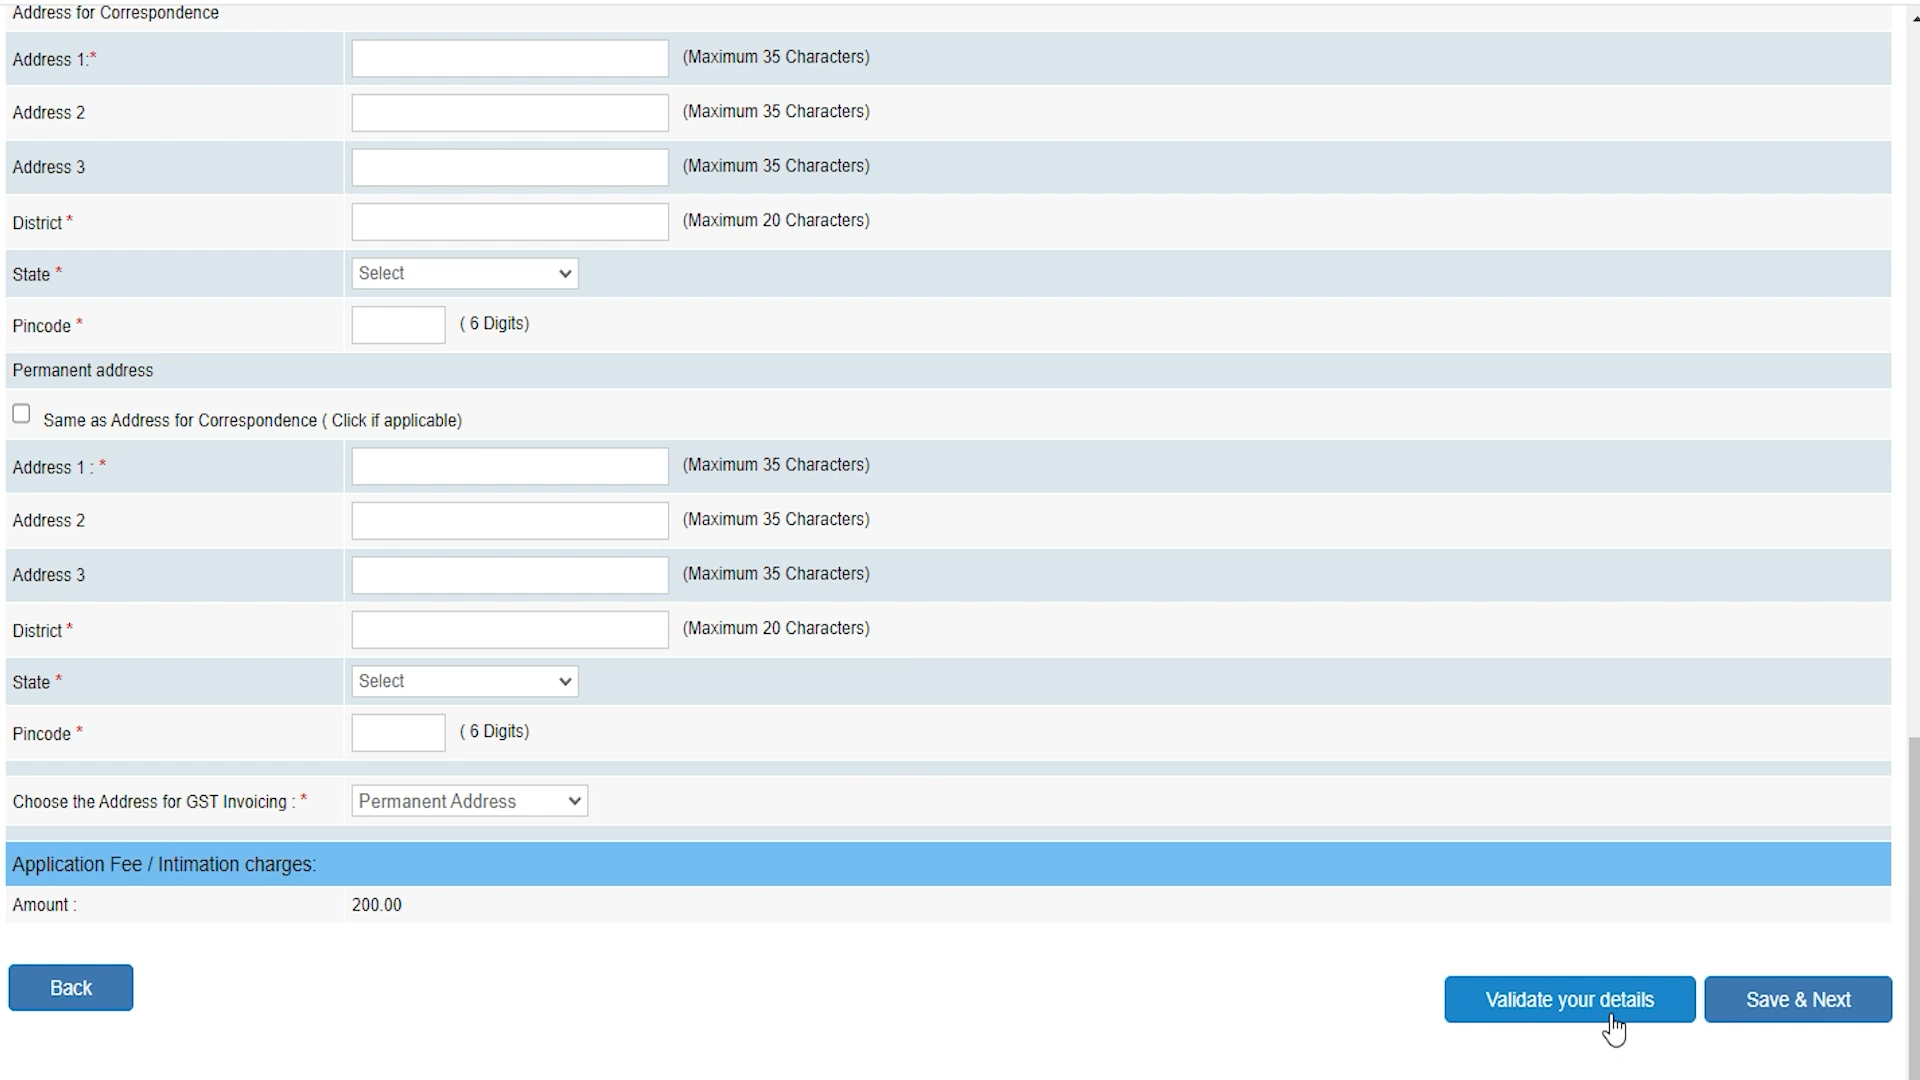 Address for Correspondence
Address 1:* (Maximum 35 Characters)
Address 2 (Maximum 35 Characters)
Address 3 (Maximum 35 Characters)
District * (Maximum 20 Characters)
State * Select
Pincode * ( 6 Digits)
Permanent address
Same as Address for Correspondence ( Click if applicable)
Address 1 : * (Maximum 35 Characters)
Address 2 (Maximum 35 Characters)
Address 3 (Maximum 35 Characters)
District * (Maximum 20 Characters)
State * Select
Pincode * ( 6 Digits)
Choose the Address for GST Invoicing : * Permanent Address
Application Fee / Intimation charges:
Amount : 200.00
Back
Validate your details Save & Next